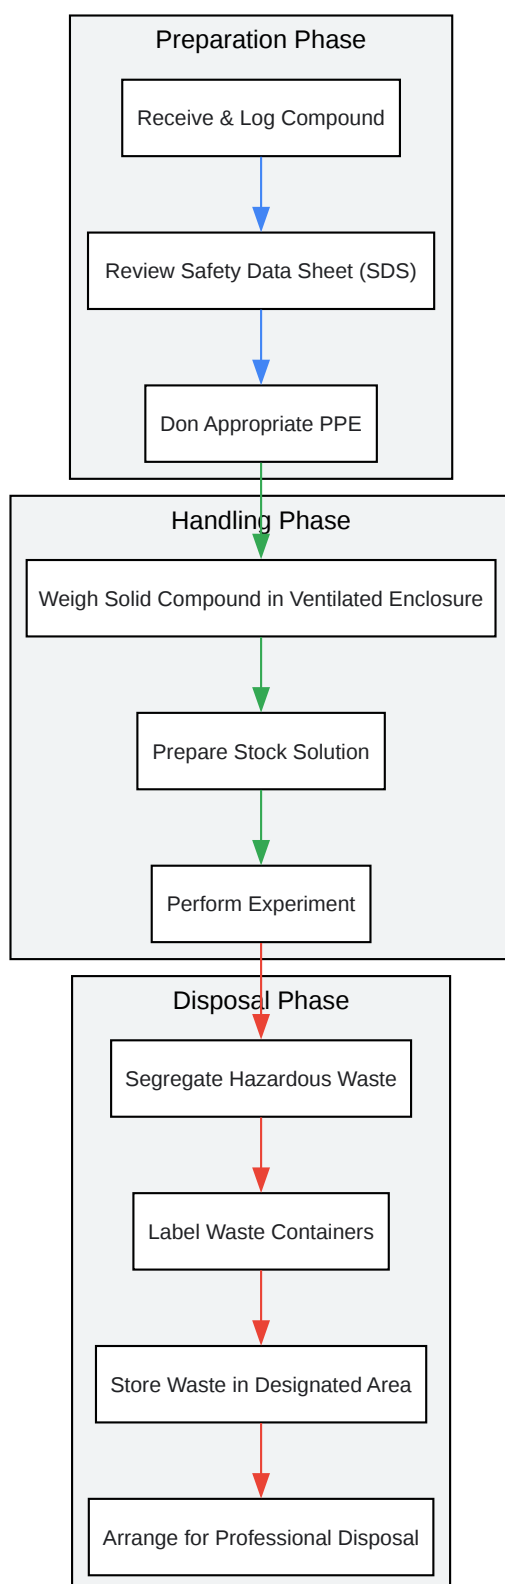 Preparation Phase
Receive & Log Compound
Review Safety Data Sheet (SDS)
Don Appropriate PPE
Handling Phase
Weigh Solid Compound in Ventilated Enclosure
Prepare Stock Solution
Perform Experiment
Disposal Phase
Segregate Hazardous Waste
Label Waste Containers
Store Waste in Designated Area
Arrange for Professional Disposal